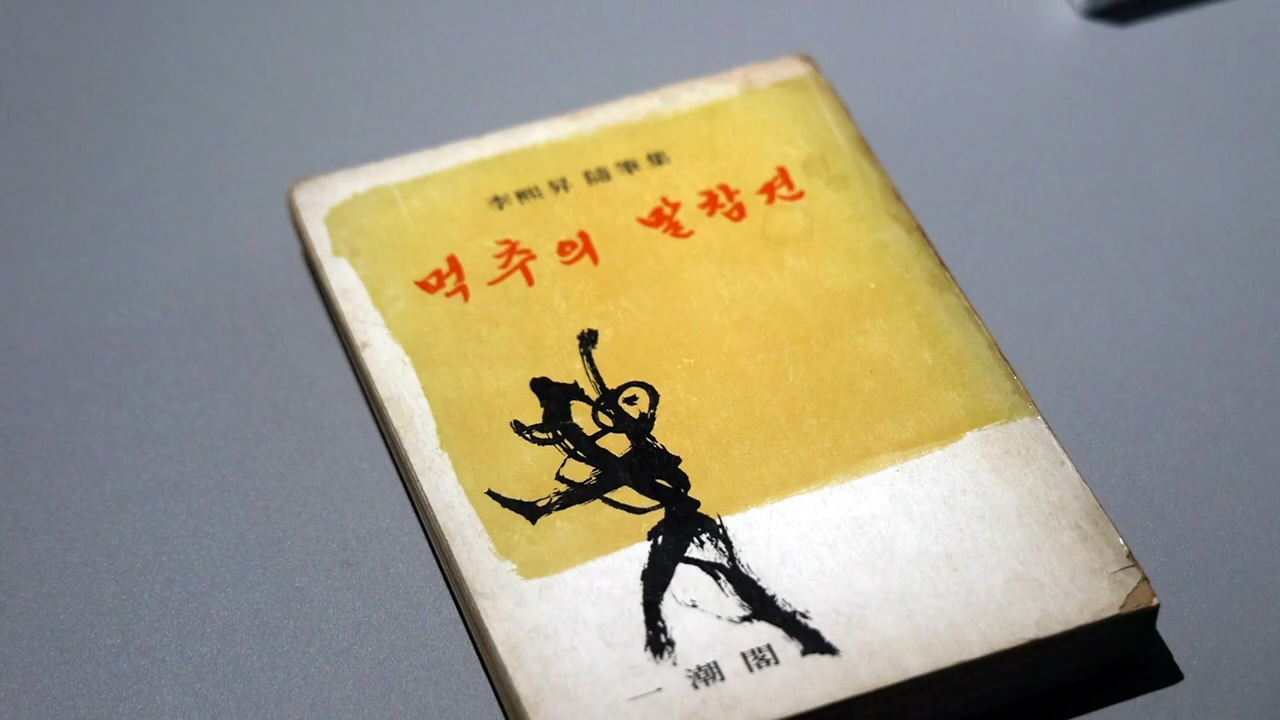 李熙昇 隨筆集
먹추의 말참견
一潮閣